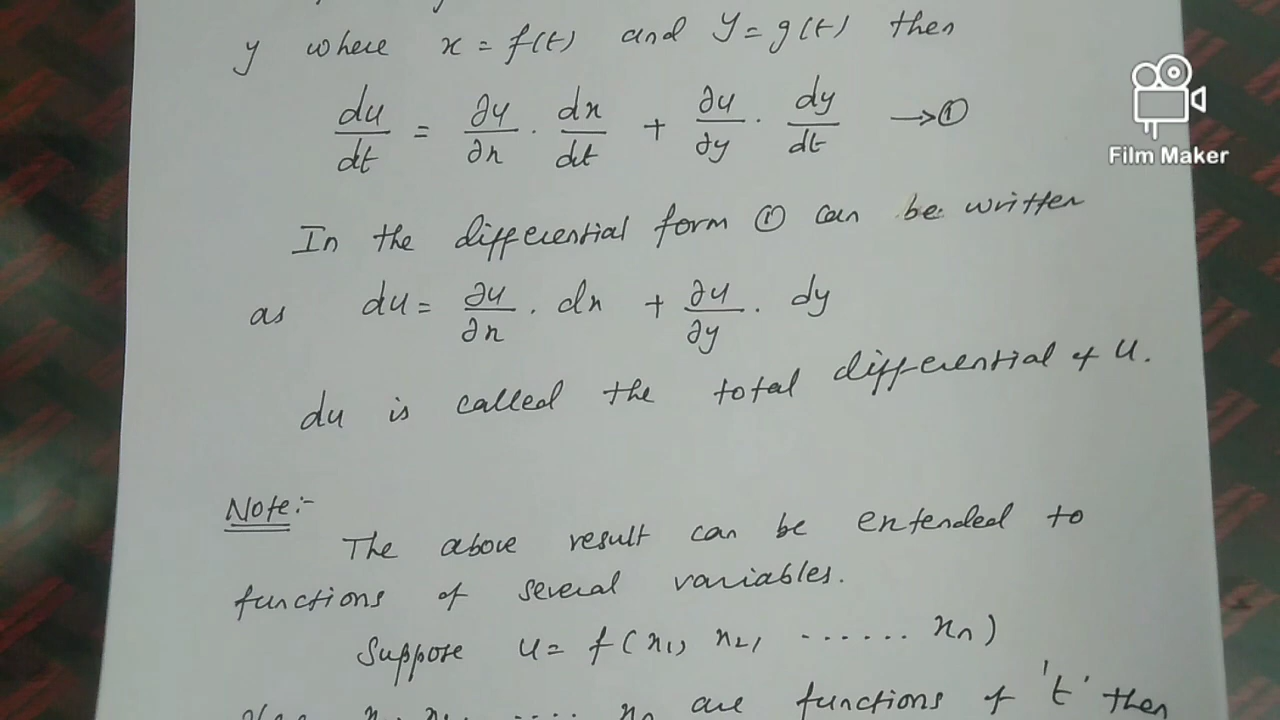 y where x = f(t) and y = g(t) then
du/dt = ∂u/∂x . dx/dt + ∂u/∂y . dy/dt → ①
Film Maker
In the differential form ① can be written
as du = ∂u/∂x . dx + ∂u/∂y . dy
du is called the total differential of u.
Note:-
The above result can be extended to
functions of several variables.
Suppose u = f(x1, x2, ...... xn)
are functions of 't' then